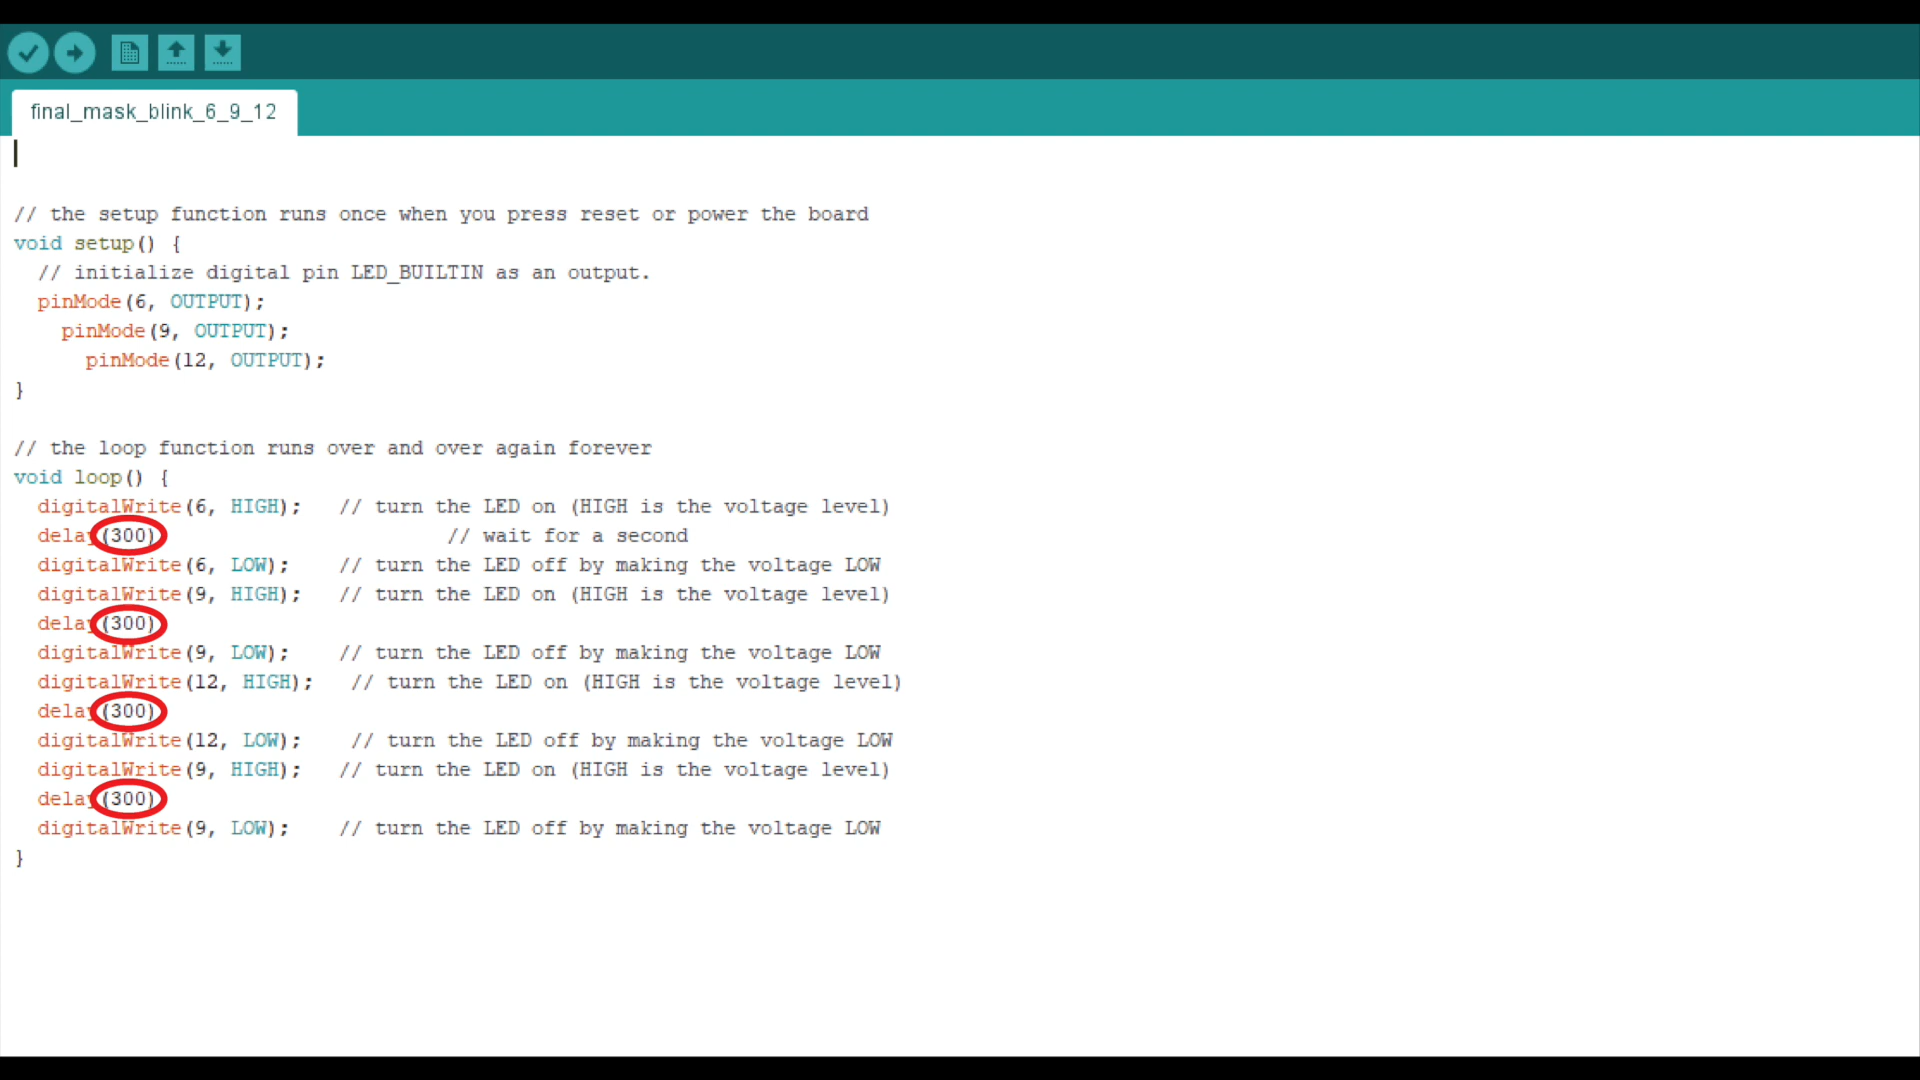 final_mask_blink_6_9_12
// the setup function runs once when you press reset or power the board
void setup() {
// initialize digital pin LED_BUILTIN as an output.
pinMode(6, OUTPUT);
pinMode(9, OUTPUT);
pinMode(12, OUTPUT);
}
// the loop function runs over and over again forever
void loop() {
digitalWrite(6, HIGH);   // turn the LED on (HIGH is the voltage level)
delay(300)   // wait for a second
digitalWrite(6, LOW);    // turn the LED off by making the voltage LOW
digitalWrite(9, HIGH);   // turn the LED on (HIGH is the voltage level)
delay(300)
digitalWrite(9, LOW);    // turn the LED off by making the voltage LOW
digitalWrite(12, HIGH);   // turn the LED on (HIGH is the voltage level)
delay(300)
digitalWrite(12, LOW);    // turn the LED off by making the voltage LOW
digitalWrite(9, HIGH);   // turn the LED on (HIGH is the voltage level)
delay(300)
digitalWrite(9, LOW);    // turn the LED off by making the voltage LOW
}